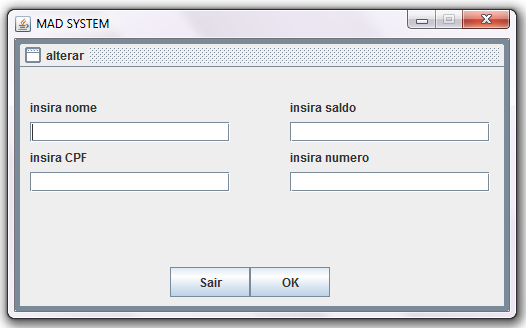 MAD SYSTEM
alterar
insira nome
insira saldo
insira CPF
insira numero
Sair
OK